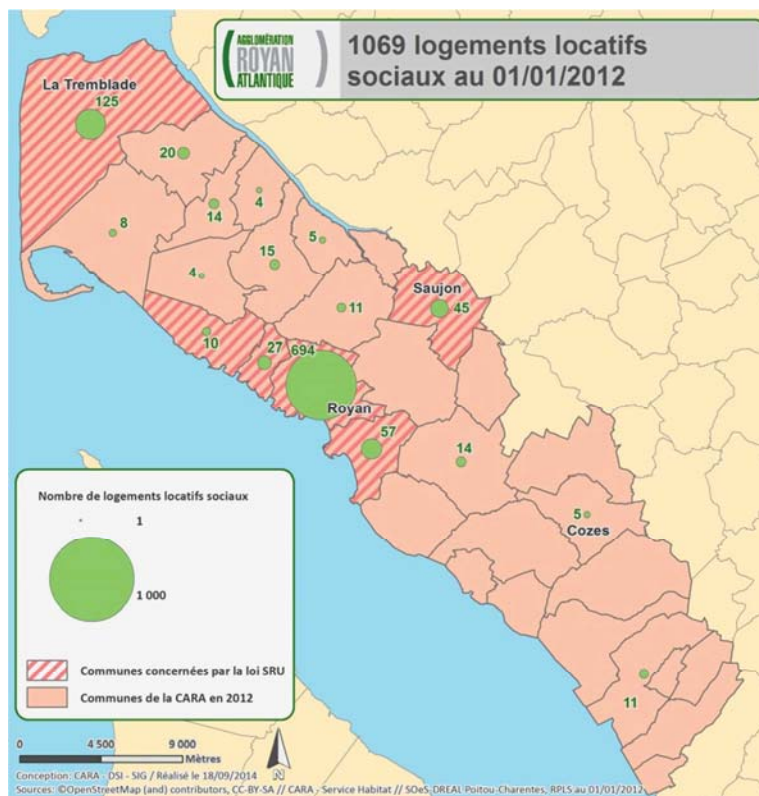 AGGLOMÉRATION
ROYAN
ATLANTIQUE
1069 logements locatifs
sociaux au 01/01/2012
La Tremblade
125
20
14
4
8
5
15
4
11
Saujon
45
10
27
694
Royan
57
14
5
Cozes
11
Nombre de logements locatifs sociaux
1
1 000
Communes concernées par la loi SRU
Communes de la CARA en 2012
0 4 500 9 000
Mètres
N
Conception: CARA - DSI - SIG / Réalisé le 18/09/2014
Sources: ©OpenStreetMap (and) contributors, CC-BY-SA // CARA - Service Habitat // SOeS-DREAL Poitou-Charentes, RPLS au 01/01/2012